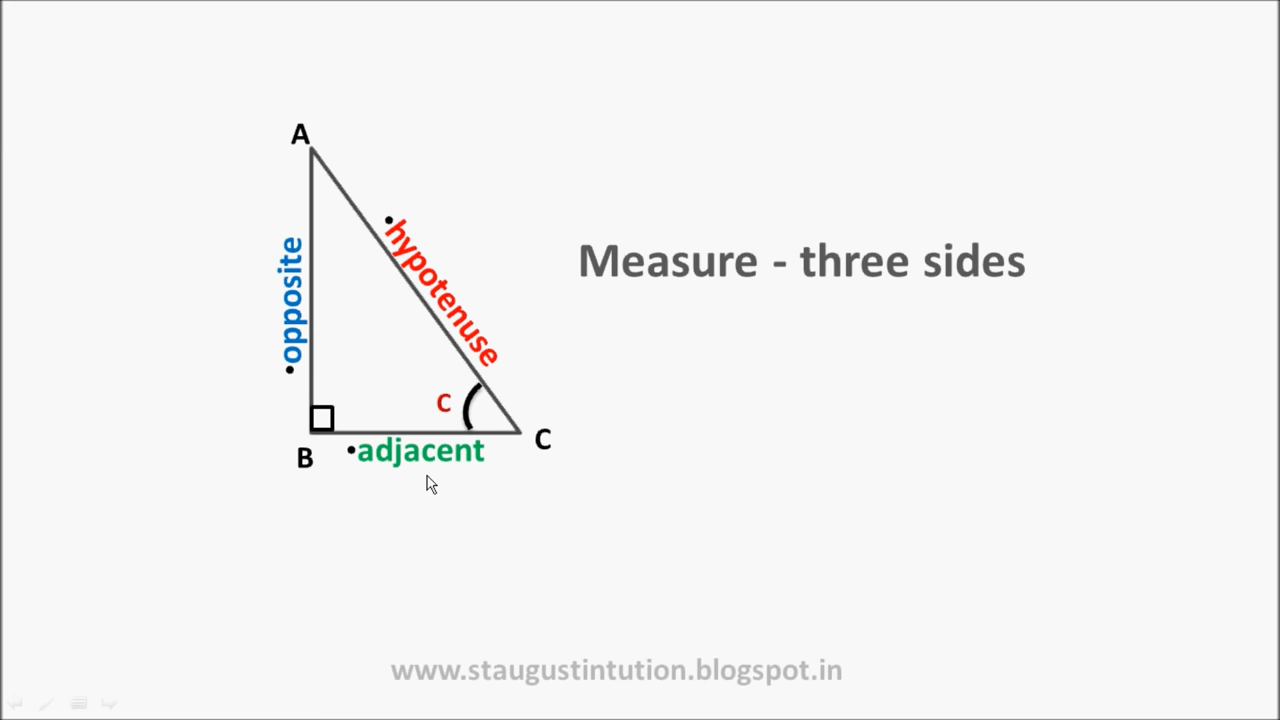 A
•hypotenuse
•opposite
Measure - three sides
C
C
B
•adjacent
www.staugustintution.blogspot.in